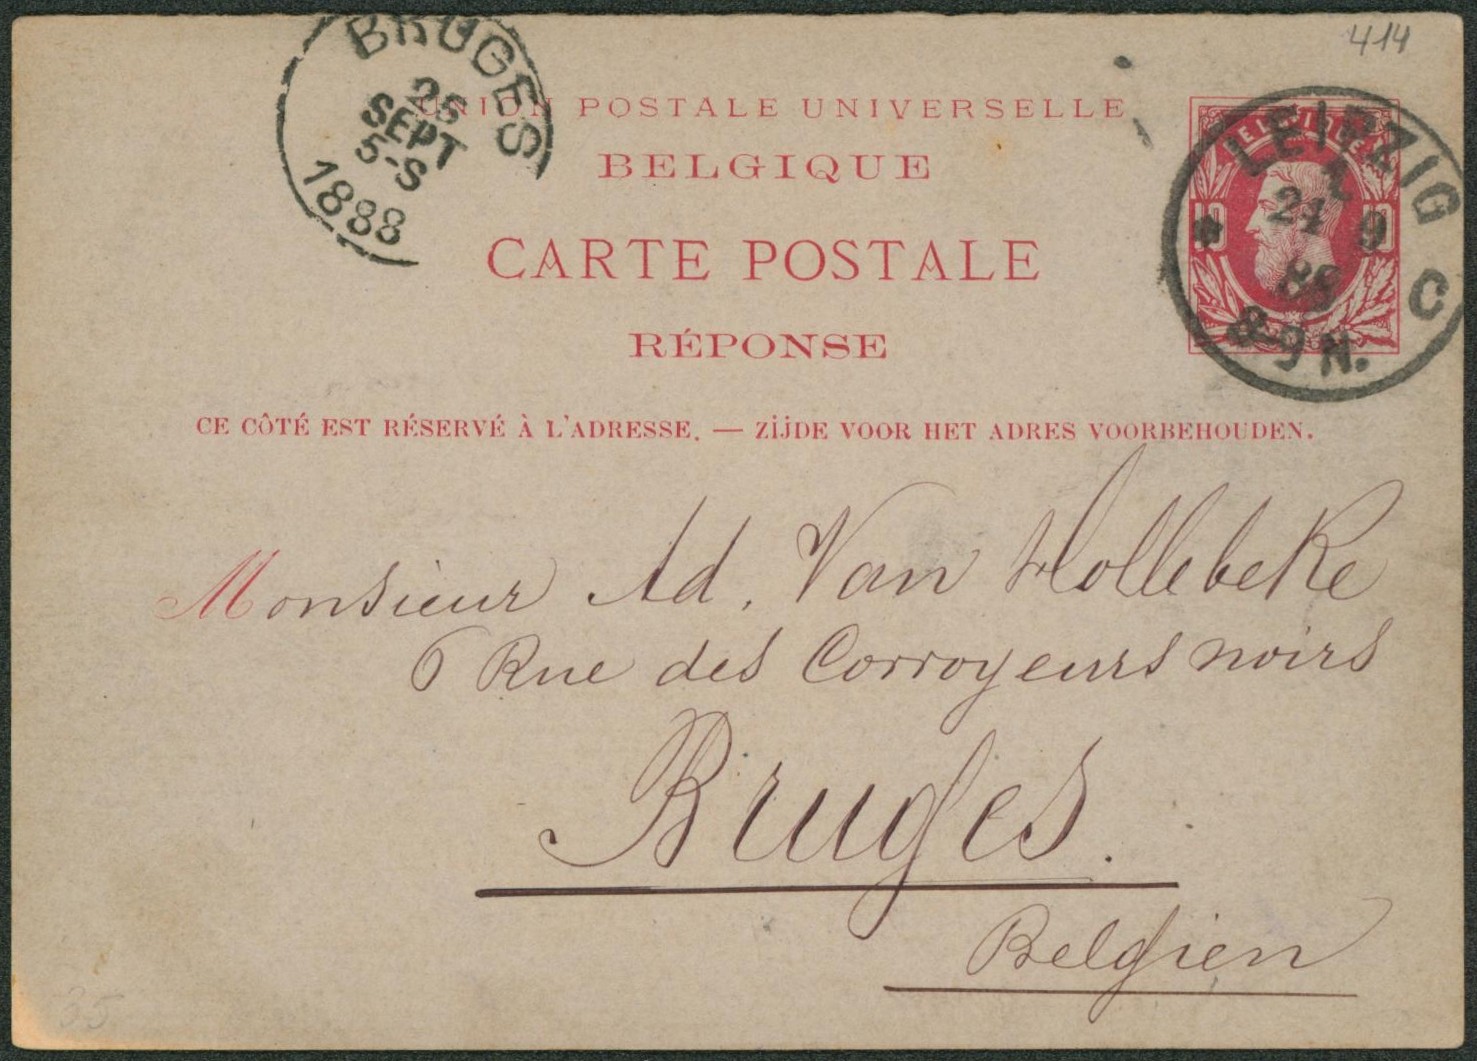 414
BRUGES
SEPT
5-S
1888
UNION POSTALE UNIVERSELLE
BELGIQUE
CARTE POSTALE
RÉPONSE
10 10
LEIPZIG
9
88
8-9 N.
C
CE CÔTÉ EST RÉSERVÉ À L'ADRESSE. — ZIJDE VOOR HET ADRES VOORBEHOUDEN.
Monsieur Ad. Van Hollebeke
6 Rue des Corroyeurs noirs
Bruges.
Belgien
35